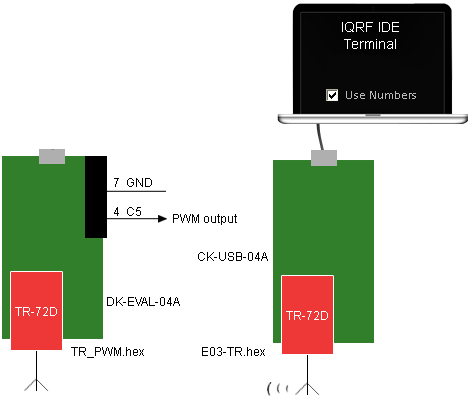 IQRF IDE
Terminal
Use Numbers
7 GND
4 C5
PWM output
CK-USB-04A
DK-EVAL-04A
TR-72D
TR-72D
TR_PWM.hex
E03-TR.hex